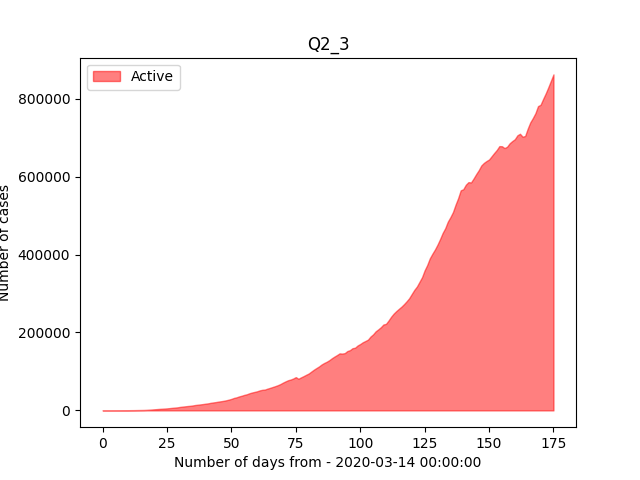 Q2_3
Active
800000
600000
400000
200000
0
Number of cases
0 25 50 75 100 125 150 175
Number of days from - 2020-03-14 00:00:00